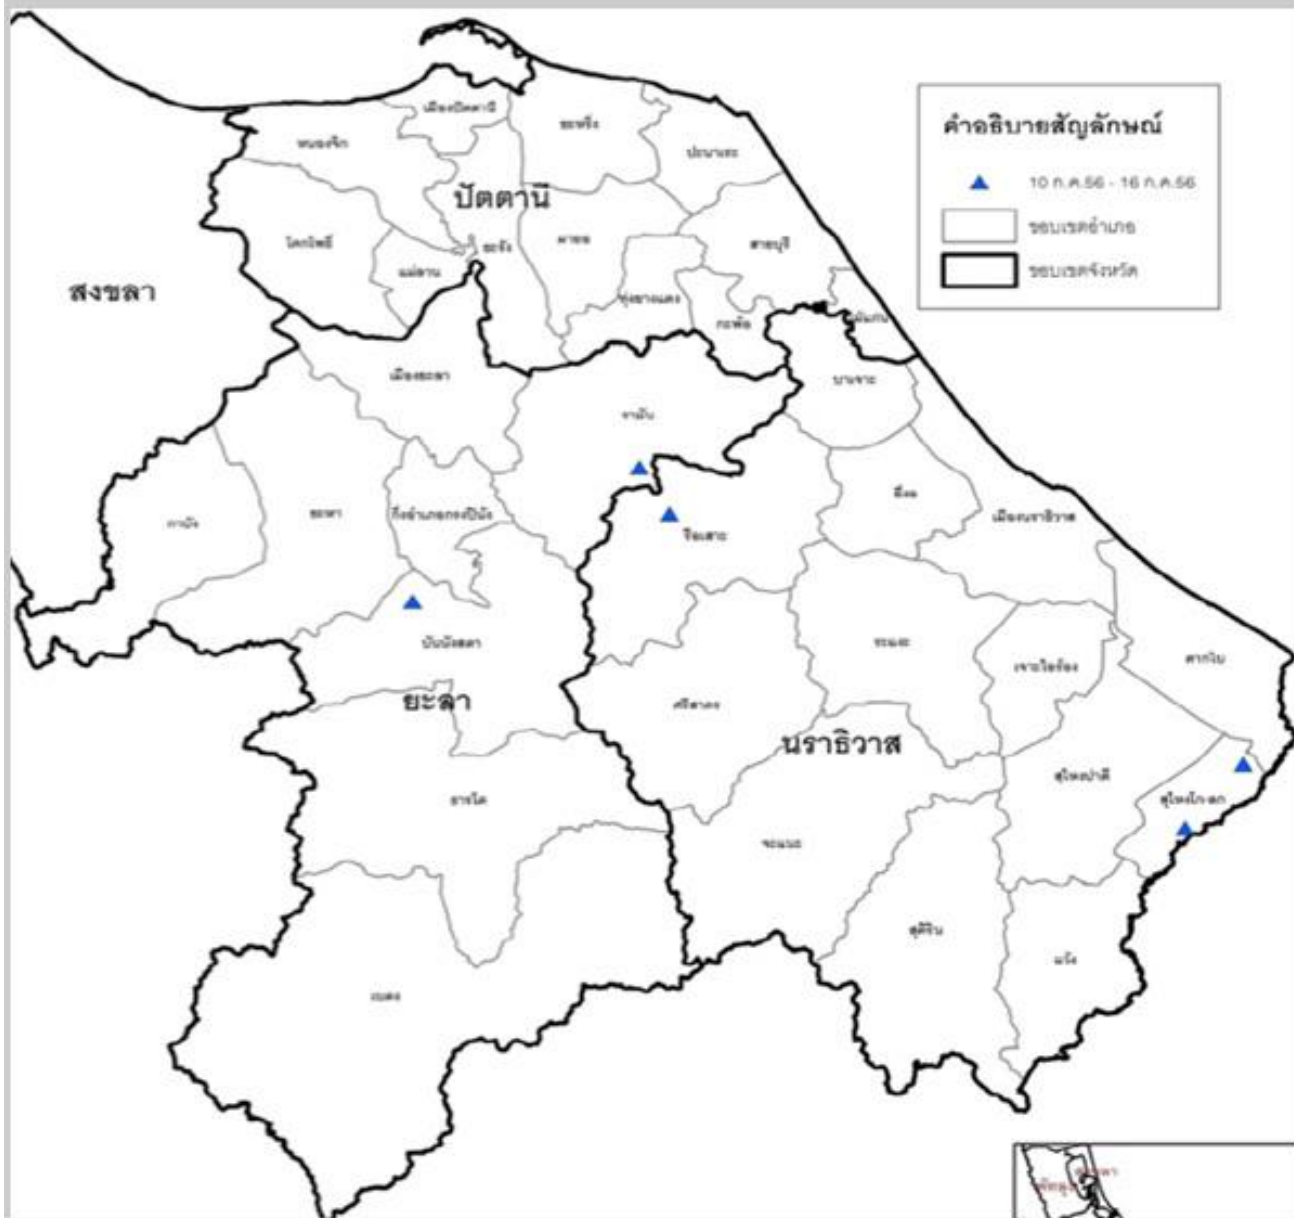 เมืองปัตตานี
หนองจิก
ยะหริ่ง
ปะนาเระ
คำอธิบายสัญลักษณ์
10 ก.ค.56 - 16 ก.ค.56
ขอบเขตอำเภอ
ขอบเขตจังหวัด
ปัตตานี
โคกโพธิ์
แม่ลาน
ยะรัง
มายอ
สายบุรี
สงขลา
ทุ่งยางแดง
กะพ้อ
ไม้แก่น
เมืองยะลา
บาเจาะ
รามัน
กาบัง
ยะหา
กิ่งอำเภอกรงปินัง
รือเสาะ
ยี่งอ
เมืองนราธิวาส
บันนังสตา
ระแงะ
เจาะไอร้อง
ตากใบ
ยะลา
ศรีสาคร
นราธิวาส
สุไหงปาดี
ธารโต
สุไหงโก-ลก
จะแนะ
สุคิริน
แว้ง
เบตง
พัทลุง